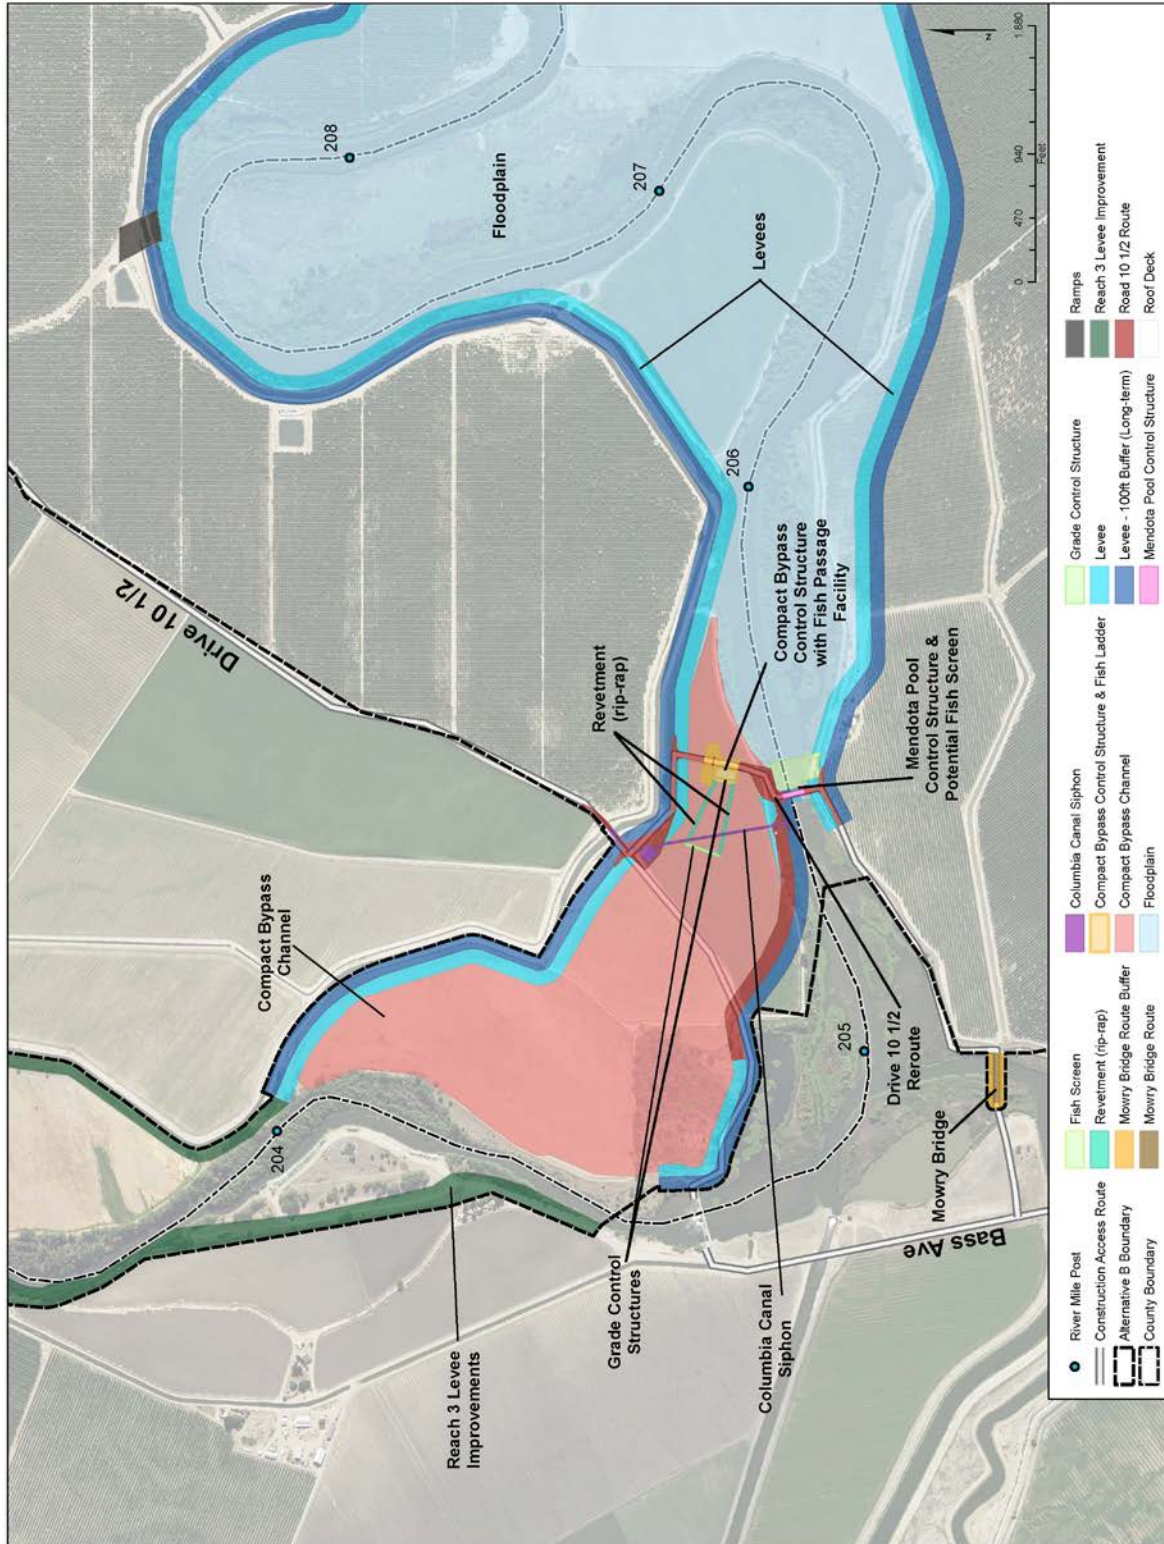 208
Floodplain
207
Levees
206
Drive 10 1/2
Revetment
(rip-rap)
Compact Bypass
Control Structure
with Fish Passage
Facility
Mendota Pool
Control Structure &
Potential Fish Screen
Compact Bypass
Channel
204
205
Drive 10 1/2
Reroute
Mowry Bridge
Bass Ave
Grade Control
Structures
Columbia Canal
Siphon
Reach 3 Levee
Improvements
River Mile Post
Construction Access Route
Alternative B Boundary
County Boundary
Fish Screen
Revetment (rip-rap)
Mowry Bridge Route Buffer
Mowry Bridge Route
Columbia Canal Siphon
Compact Bypass Control Structure & Fish Ladder
Compact Bypass Channel
Floodplain
Grade Control Structure
Levee
Levee - 100ft Buffer (Long-term)
Mendota Pool Control Structure
Ramps
Reach 3 Levee Improvement
Road 10 1/2 Route
Roof Deck
0 470 940 1,880
Feet
N